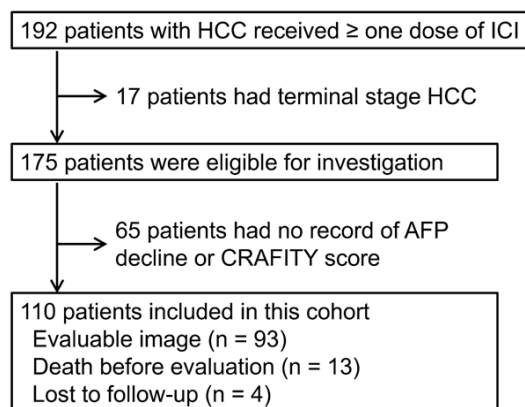 192 patients with HCC received ≥ one dose of ICI
17 patients had terminal stage HCC
175 patients were eligible for investigation
65 patients had no record of AFP
decline or CRAFITY score
110 patients included in this cohort
Evaluable image (n = 93)
Death before evaluation (n = 13)
Lost to follow-up (n = 4)